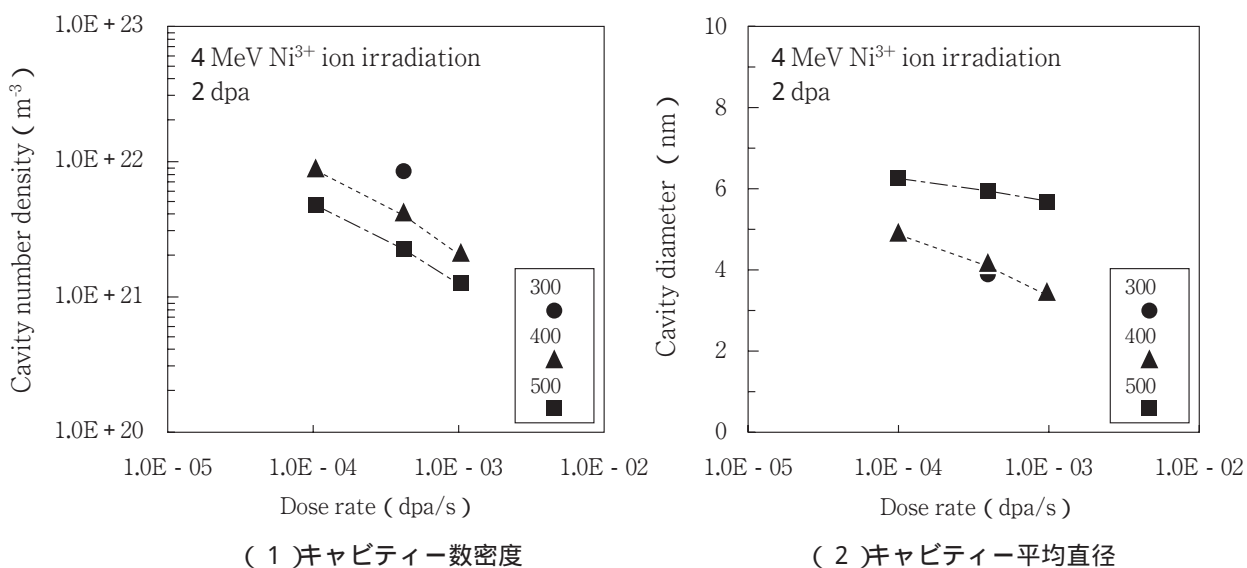 1.0E + 23
1.0E + 22
1.0E + 21
1.0E + 20
Cavity number density ( m-3 )
4 MeV Ni3+ ion irradiation
2 dpa
300
400
500
1.0E - 05
1.0E - 04
1.0E - 03
1.0E - 02
Dose rate ( dpa/s )
( 1 )キャビティー数密度
10
8
6
4
2
0
Cavity diameter ( nm )
4 MeV Ni3+ ion irradiation
2 dpa
300
400
500
1.0E - 05
1.0E - 04
1.0E - 03
1.0E - 02
Dose rate ( dpa/s )
( 2 )キャビティー平均直径